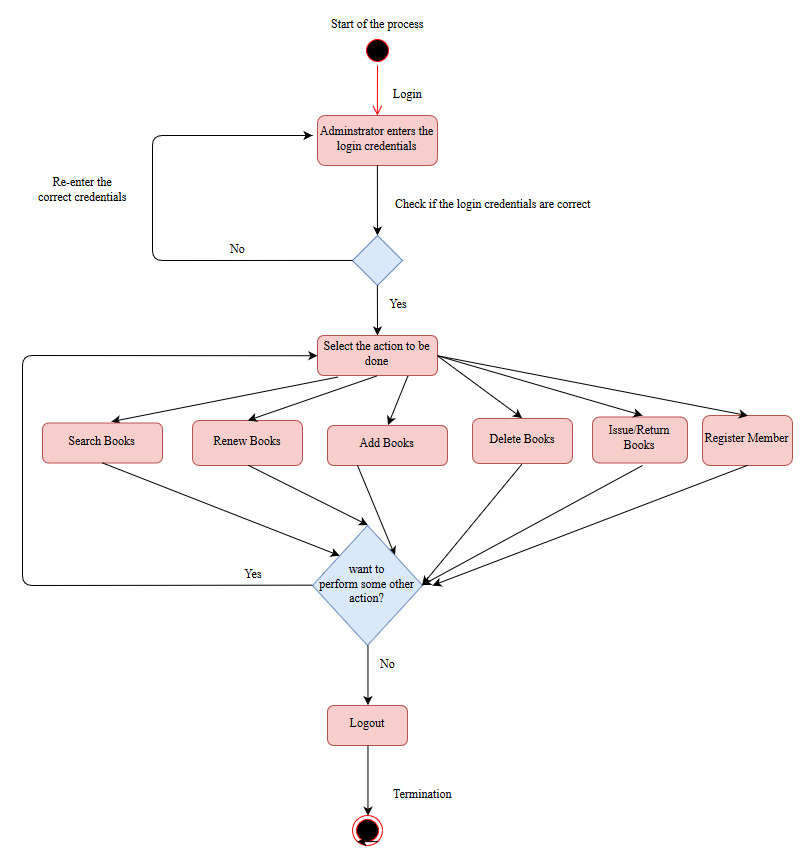 Start of the process
Login
Adminstrator enters the
login credentials
Re-enter the
correct credentials
Check if the login credentials are correct
No
Yes
Select the action to be
done
Search Books
Renew Books
Add Books
Delete Books
Issue/Return
Books
Register Member
want to
perform some other
action?
Yes
No
Logout
Termination